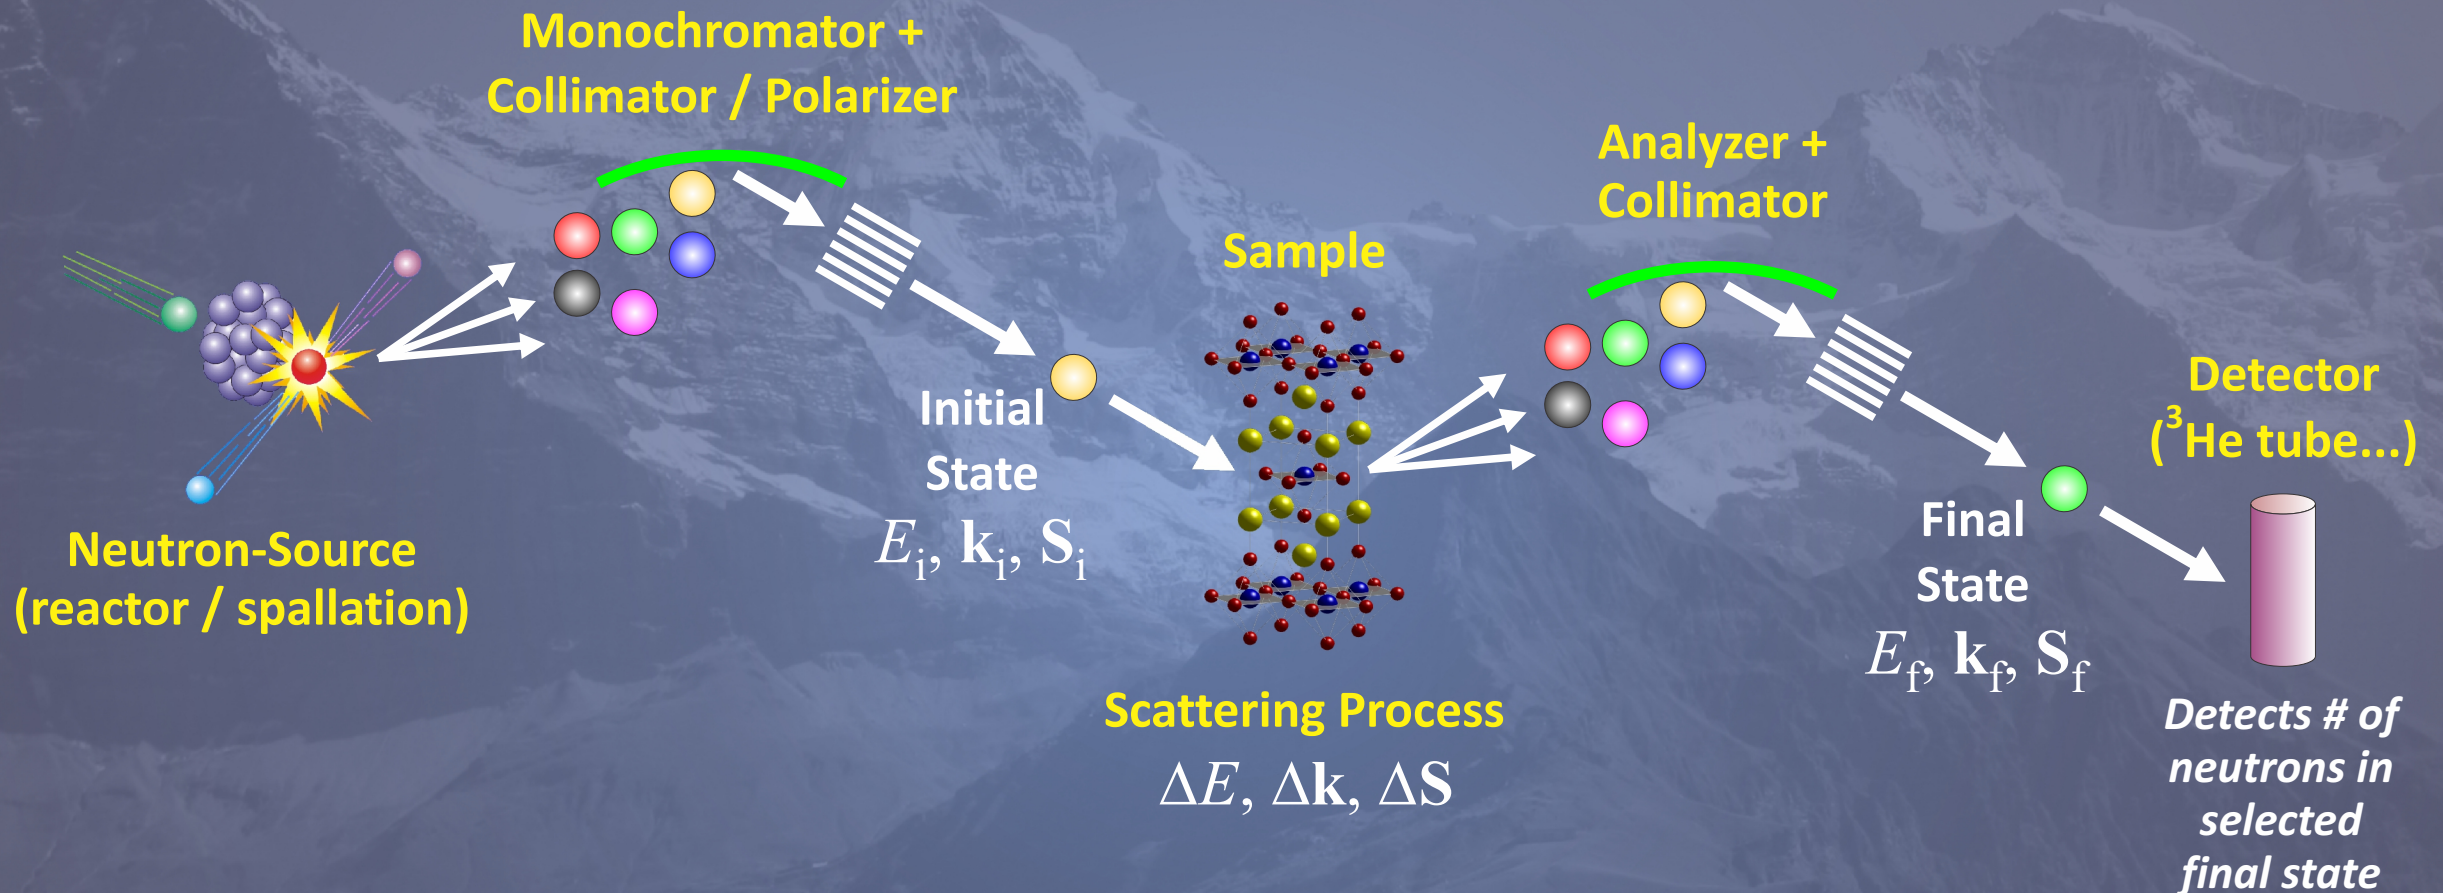 Monochromator +
Collimator / Polarizer
Analyzer +
Collimator
Sample
Neutron-Source
(reactor / spallation)
Initial
State
Eᵢ, kᵢ, Sᵢ
Scattering Process
ΔE, Δk, ΔS
Final
State
E_f, k_f, S_f
Detector
(³He tube...)
Detects # of
neutrons in
selected
final state